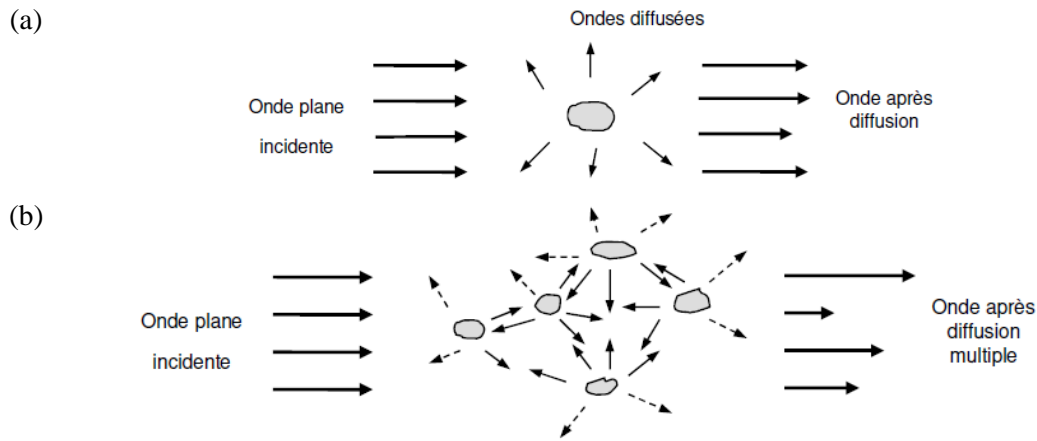 (a)
Ondes diffusées
Onde plane
incidente
Onde après
diffusion
(b)
Onde plane
incidente
Onde après
diffusion
multiple